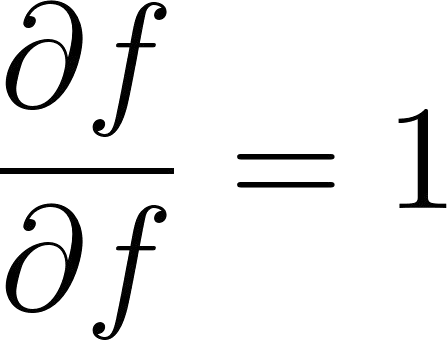 ∂f/∂f = 1